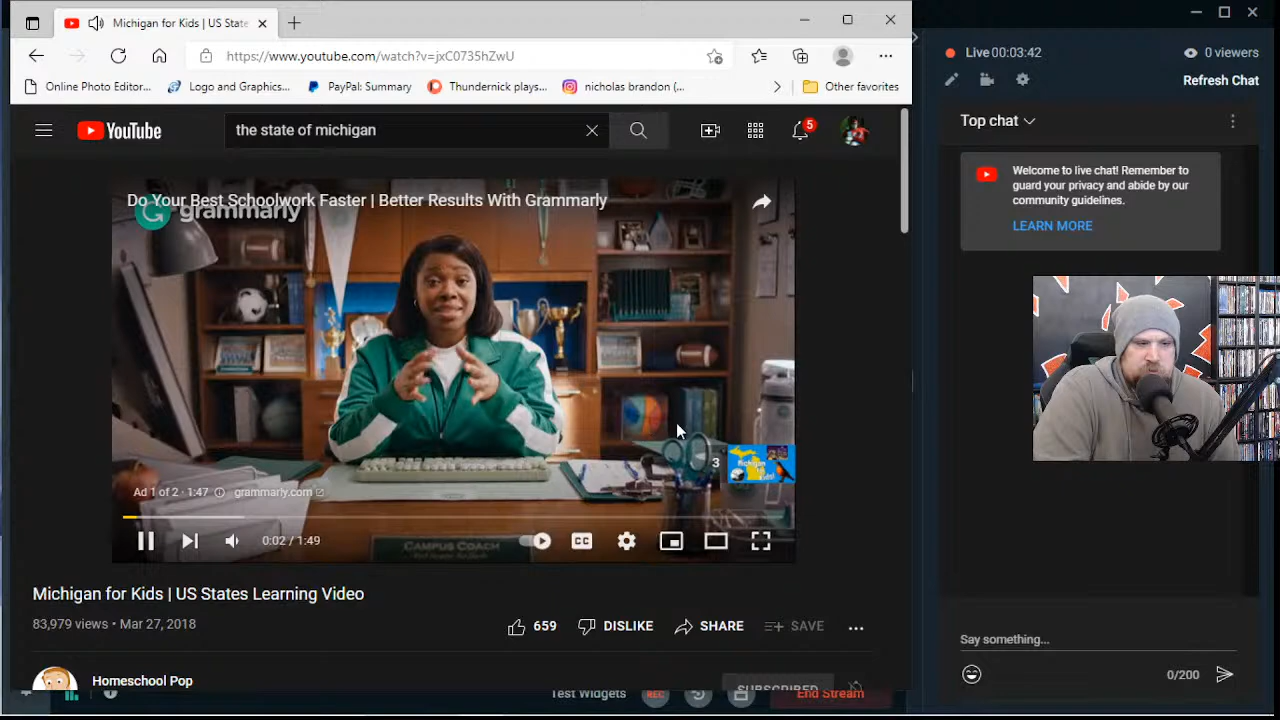 Michigan for Kids | US State
https://www.youtube.com/watch?v=jxC0735hZwU
Online Photo Editor...
Logo and Graphics...
PayPal: Summary
Thundernick plays...
nicholas brandon (...
Other favorites
YouTube
the state of michigan
5
Do Your Best Schoolwork Faster | Better Results With Grammarly
grammarly
3
Ad 1 of 2 · 1:47
grammarly.com
0:02 / 1:49
CC
CAMPUS COACH
Michigan for Kids | US States Learning Video
83,979 views • Mar 27, 2018
659
DISLIKE
SHARE
SAVE
Homeschool Pop
SUBSCRIBED
Test Widgets
REC
End Stream
Live 00:03:42
0 viewers
Refresh Chat
Top chat
Welcome to live chat! Remember to
guard your privacy and abide by our
community guidelines.
LEARN MORE
Say something...
0/200